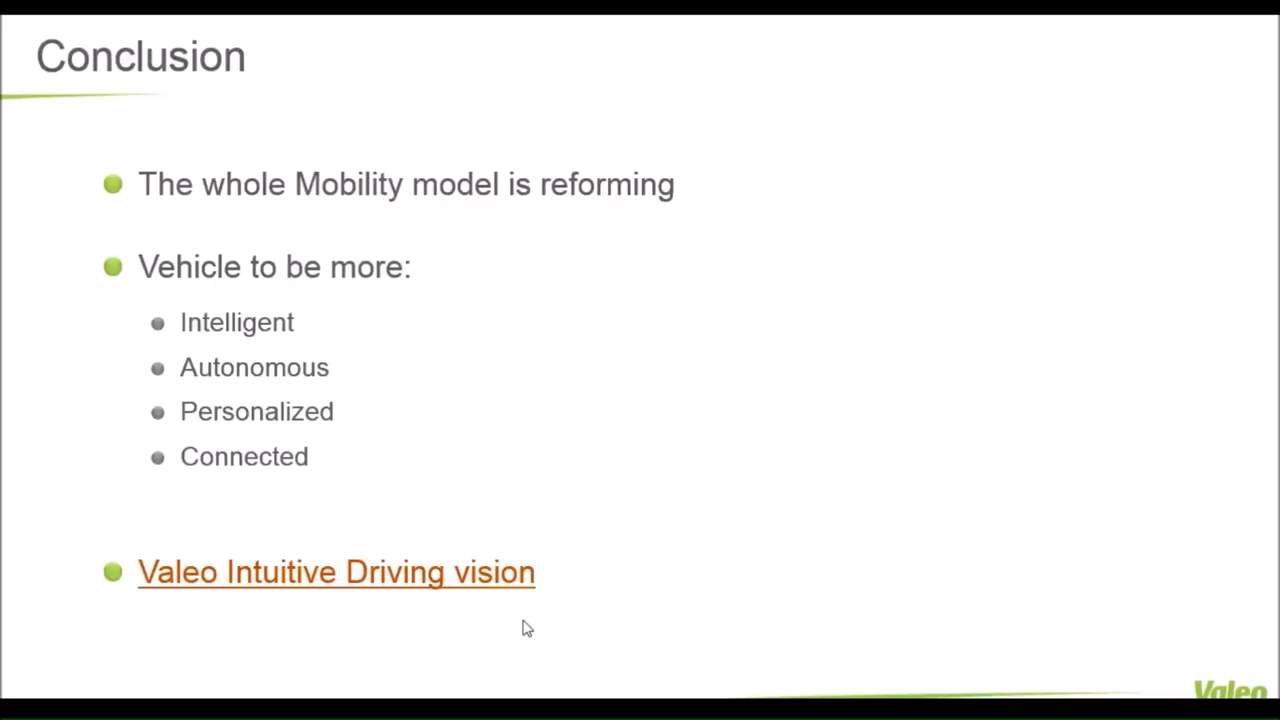 Conclusion
The whole Mobility model is reforming
Vehicle to be more:
Intelligent
Autonomous
Personalized
Connected
Valeo Intuitive Driving vision
Valeo